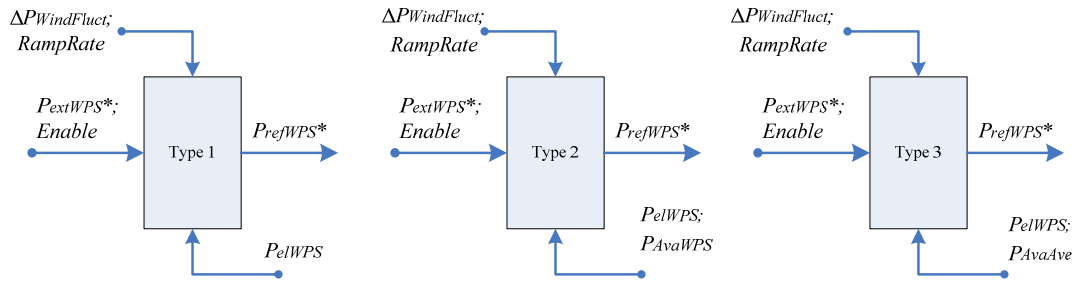 ΔPWindFluct;
RampRate
PextWPS*;
Enable
Type 1
PrefWPS*
PelWPS
ΔPWindFluct;
RampRate
PextWPS*;
Enable
Type 2
PrefWPS*
PelWPS;
PAvaWPS
ΔPWindFluct;
RampRate
PextWPS*;
Enable
Type 3
PrefWPS*
PelWPS;
PAvaAve